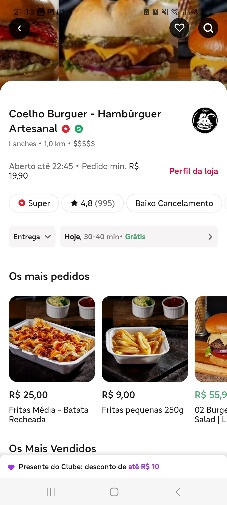 Coelho Burguer - Hambúrguer
Artesanal
Lanches • 1,0 km • $$$$$
Aberto até 22:45 • Pedido mín. R$
19,90
Perfil da loja
Super
4,8 (995)
Baixo Cancelamento
Entrega
Hoje, 30-40 min • Grátis
Os mais pedidos
R$ 25,00
Fritas Média - Batata
Recheada
R$ 9,00
Fritas pequenas 250g
R$ 55,9
02 Burge
Salad | L
Os Mais Vendidos
Presente do Clube: desconto de até R$ 10